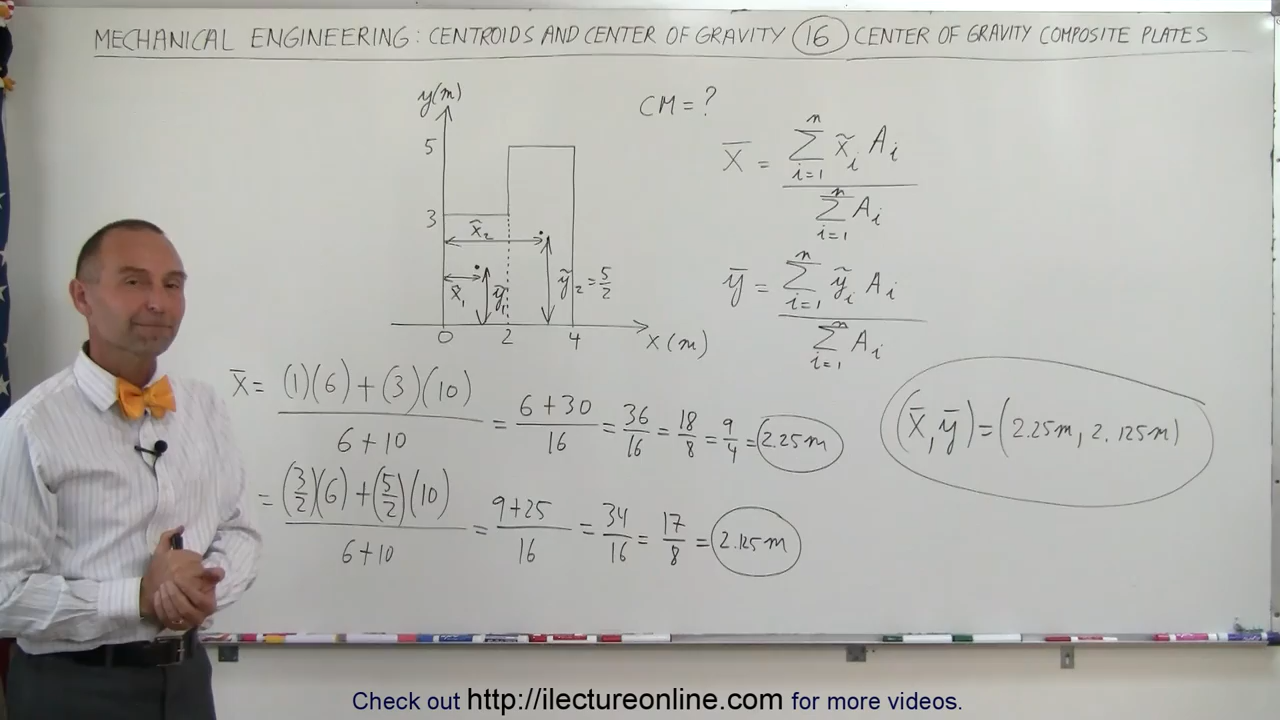 MECHANICAL ENGINEERING: CENTROIDS AND CENTER OF GRAVITY (16) CENTER OF GRAVITY COMPOSITE PLATES
y(m)
5
3
x̃₂
x̃₁
ỹ₁
ỹ₂ = 5/2
0 2 4 x(m)
CM = ?
x̄ = ∑ᵢ₌₁ⁿ x̃ᵢ Aᵢ / ∑ᵢ₌₁ⁿ Aᵢ
ȳ = ∑ᵢ₌₁ⁿ ỹᵢ Aᵢ / ∑ᵢ₌₁ⁿ Aᵢ
x̄ = (1)(6) + (3)(10) / 6 + 10 = 6 + 30 / 16 = 36/16 = 18/8 = 9/4 = 2.25m
= (3/2)(6) + (5/2)(10) / 6 + 10 = 9 + 25 / 16 = 34/16 = 17/8 = 2.125m
(x̄, ȳ) = (2.25m, 2.125m)
Check out http://ilectureonline.com for more videos.